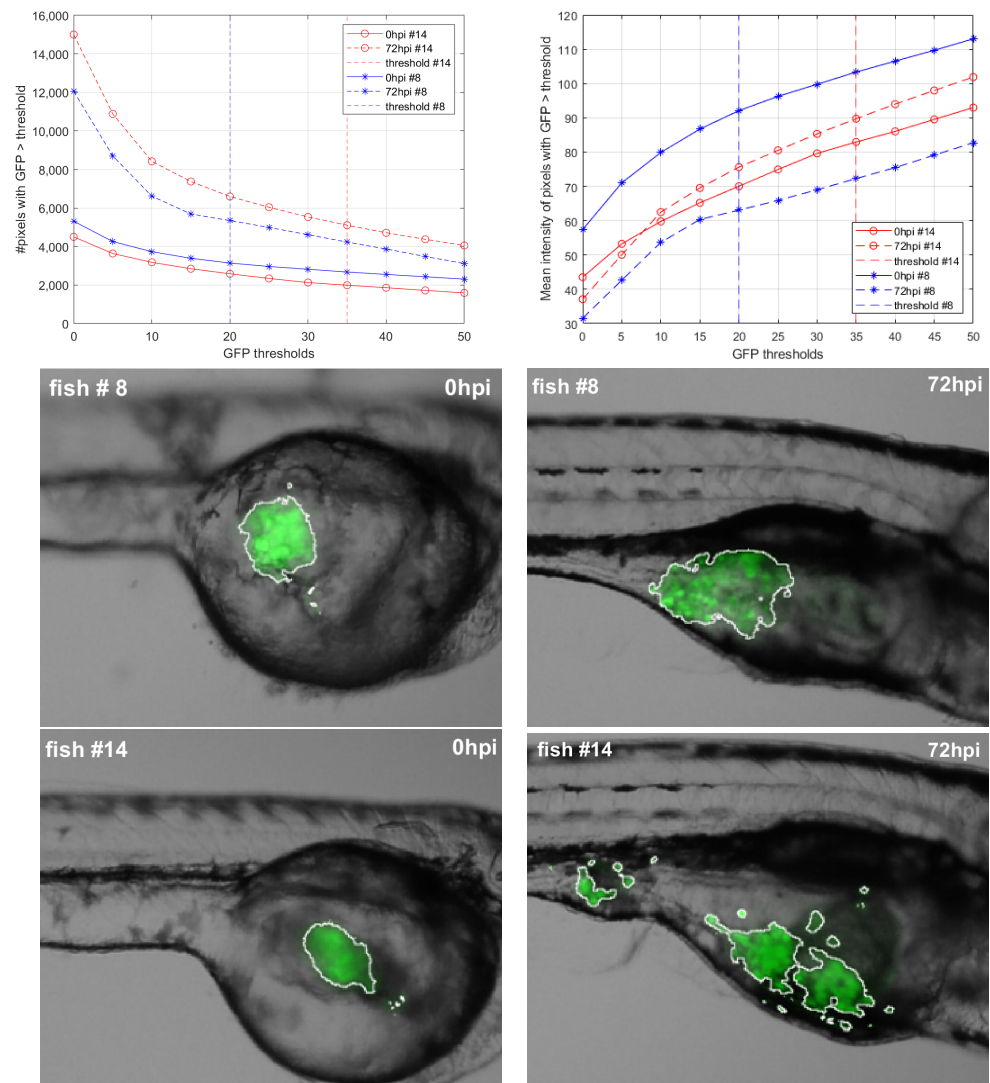 16,000
14,000
12,000
10,000
8,000
6,000
4,000
2,000
0
#pixels with GFP > threshold
0 10 20 30 40 50
GFP thresholds
0hpi #14
72hpi #14
threshold #14
0hpi #8
72hpi #8
threshold #8
120
110
100
90
80
70
60
50
40
30
Mean intensity of pixels with GFP > threshold
0 5 10 15 20 25 30 35 40 45 50
GFP thresholds
0hpi #14
72hpi #14
threshold #14
0hpi #8
72hpi #8
threshold #8
fish # 8 0hpi
fish #8 72hpi
fish #14 0hpi
fish #14 72hpi